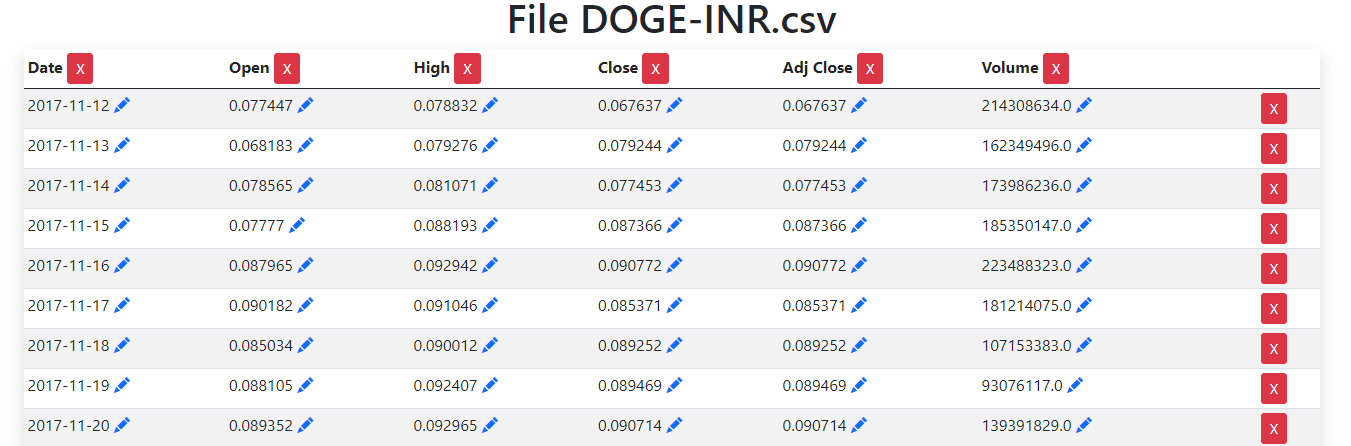 File DOGE-INR.csv
Date X Open X High X Close X Adj Close X Volume X
2017-11-12 0.077447 0.078832 0.067637 0.067637 214308634.0 X
2017-11-13 0.068183 0.079276 0.079244 0.079244 162349496.0 X
2017-11-14 0.078565 0.081071 0.077453 0.077453 173986236.0 X
2017-11-15 0.07777 0.088193 0.087366 0.087366 185350147.0 X
2017-11-16 0.087965 0.092942 0.090772 0.090772 223488323.0 X
2017-11-17 0.090182 0.091046 0.085371 0.085371 181214075.0 X
2017-11-18 0.085034 0.090012 0.089252 0.089252 107153383.0 X
2017-11-19 0.088105 0.092407 0.089469 0.089469 93076117.0 X
2017-11-20 0.089352 0.092965 0.090714 0.090714 139391829.0 X